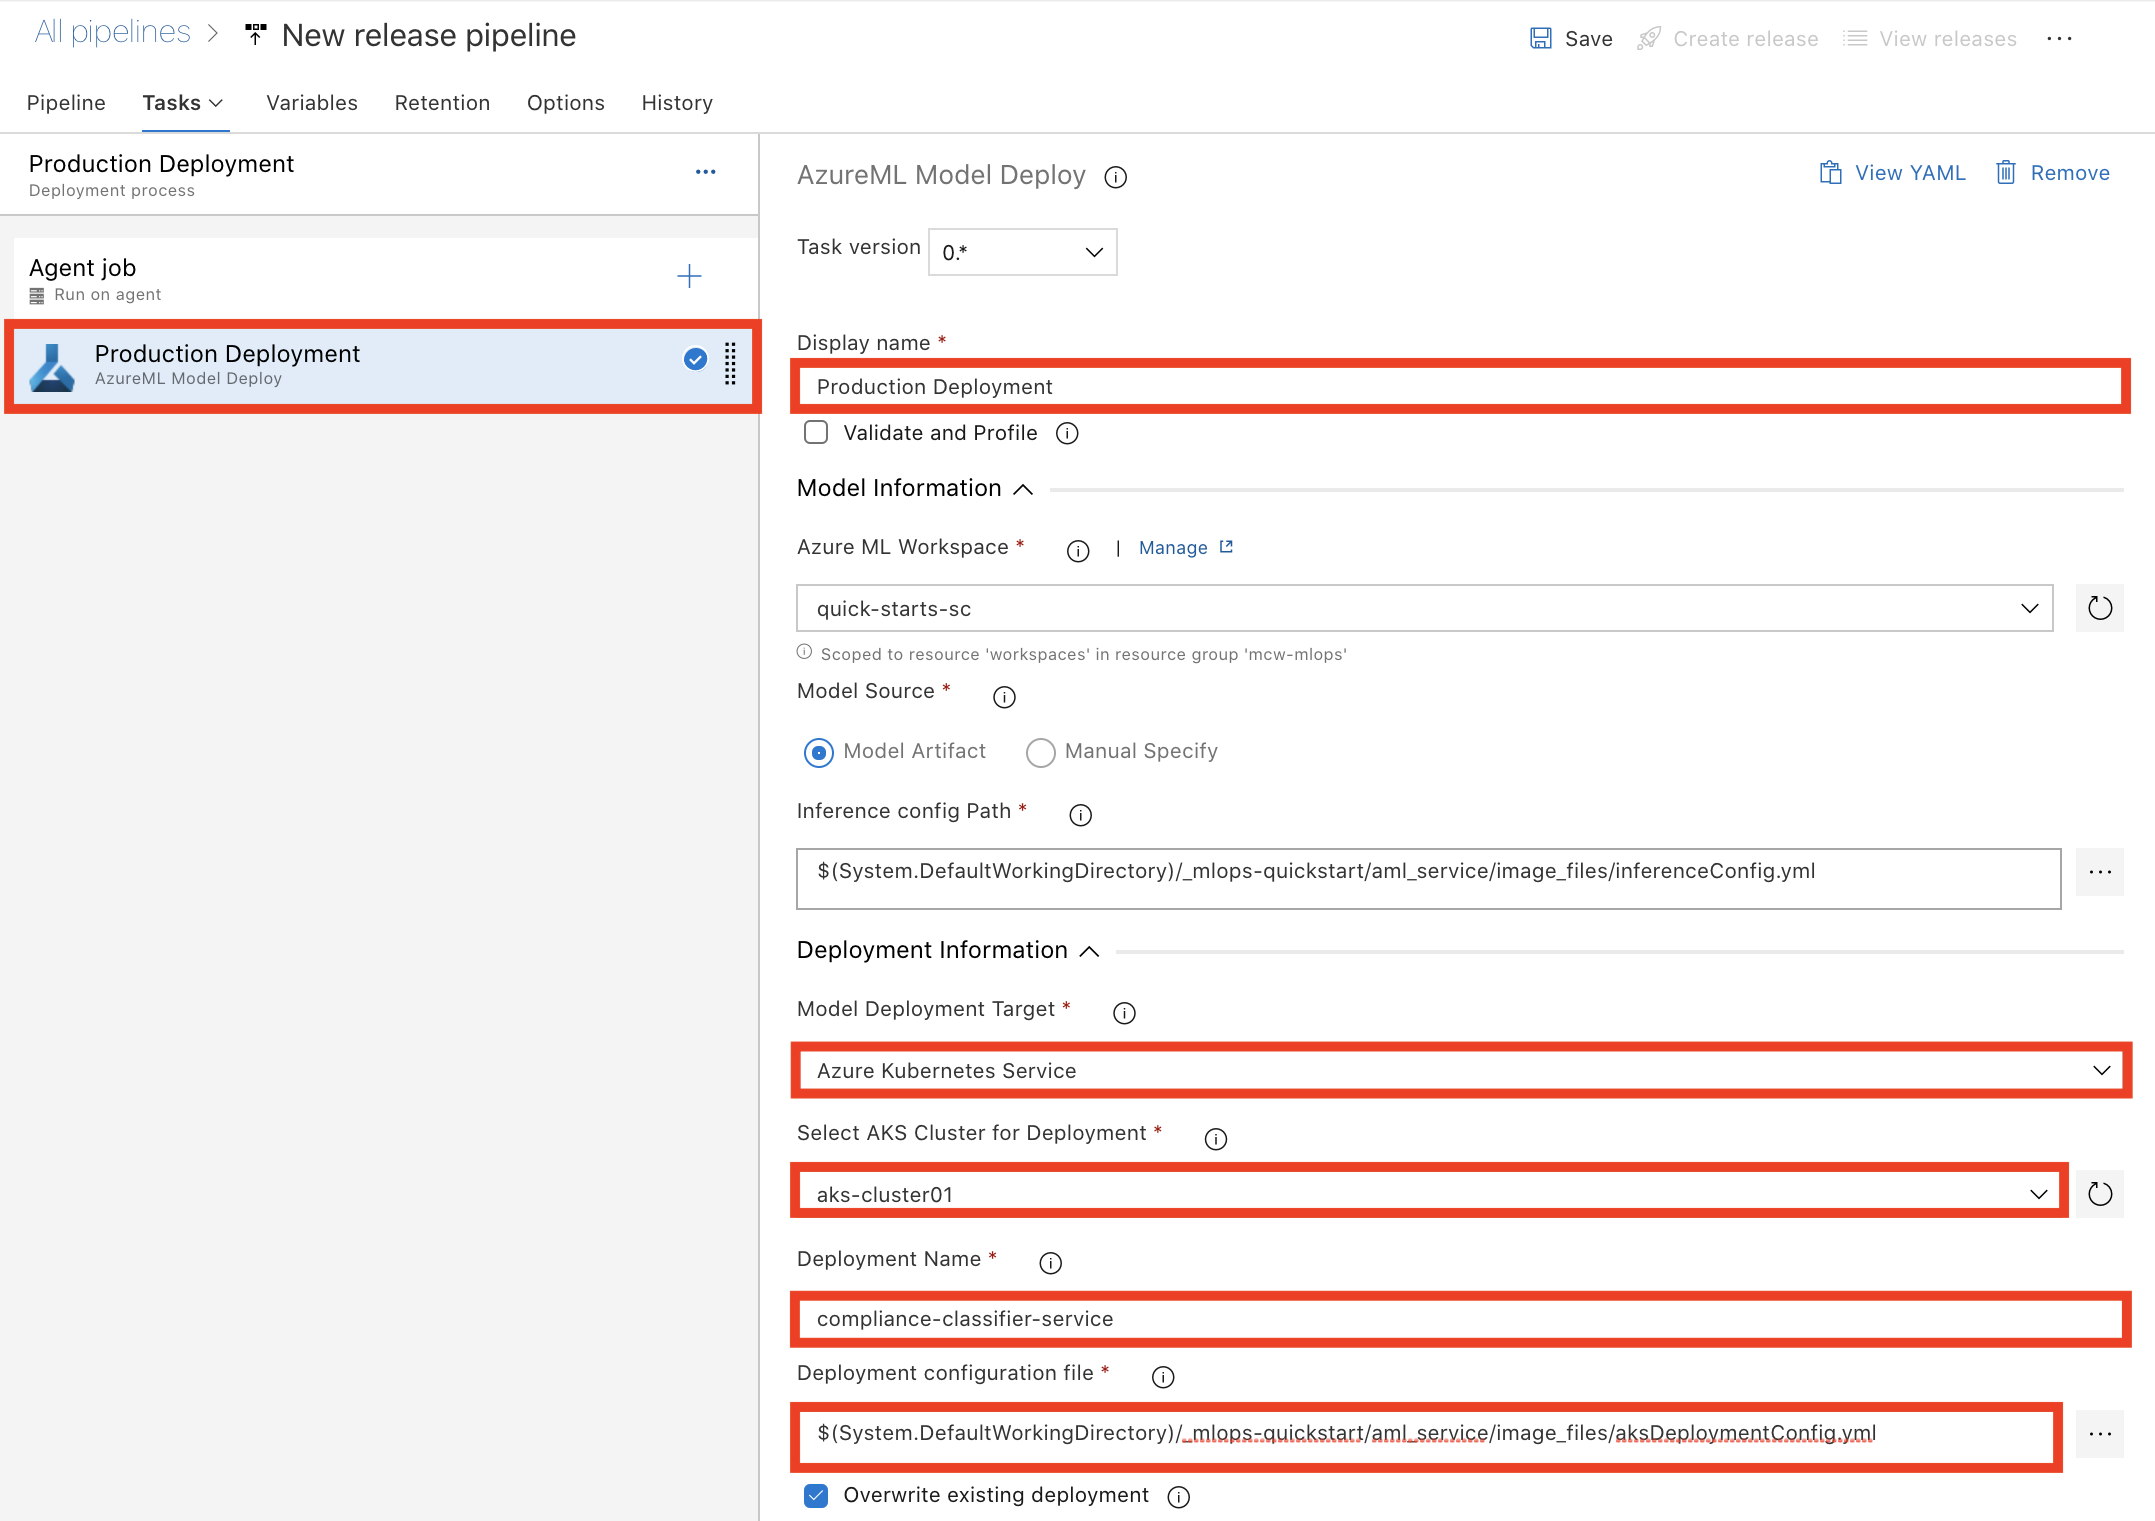 All pipelines > New release pipeline
Save Create release View releases ...
Pipeline Tasks Variables Retention Options History
Production Deployment
Deployment process
Agent job
Run on agent
Production Deployment
AzureML Model Deploy
AzureML Model Deploy
View YAML Remove
Task version 0.*
Display name *
Production Deployment
Validate and Profile
Model Information
Azure ML Workspace * | Manage
quick-starts-sc
Scoped to resource 'workspaces' in resource group 'mcw-mlops'
Model Source *
Model Artifact Manual Specify
Inference config Path *
$(System.DefaultWorkingDirectory)/_mlops-quickstart/aml_service/image_files/inferenceConfig.yml
Deployment Information
Model Deployment Target *
Azure Kubernetes Service
Select AKS Cluster for Deployment *
aks-cluster01
Deployment Name *
compliance-classifier-service
Deployment configuration file *
$(System.DefaultWorkingDirectory)/_mlops-quickstart/aml_service/image_files/aksDeploymentConfig.yml
Overwrite existing deployment